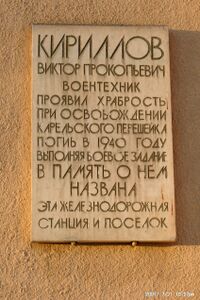 КИРИЛЛОВ
ВИКТОР ПРОКОПЬЕВИЧ
ВОЕНТЕХНИК
ПРОЯВИЛ ХРАБРОСТЬ
ПРИ ОСВОБОЖДЕНИИ
КАРЕЛЬСКОГО ПЕРЕШЕЙКА
ПОГИБ В 1940 ГОДУ
ВЫПОЛНЯЯ БОЕВОЕ ЗАДАНИЕ
В ПАМЯТЬ О НЕМ
НАЗВАНА
ЭТА ЖЕЛЕЗНОДОРОЖНАЯ
СТАНЦИЯ И ПОСЕЛОК